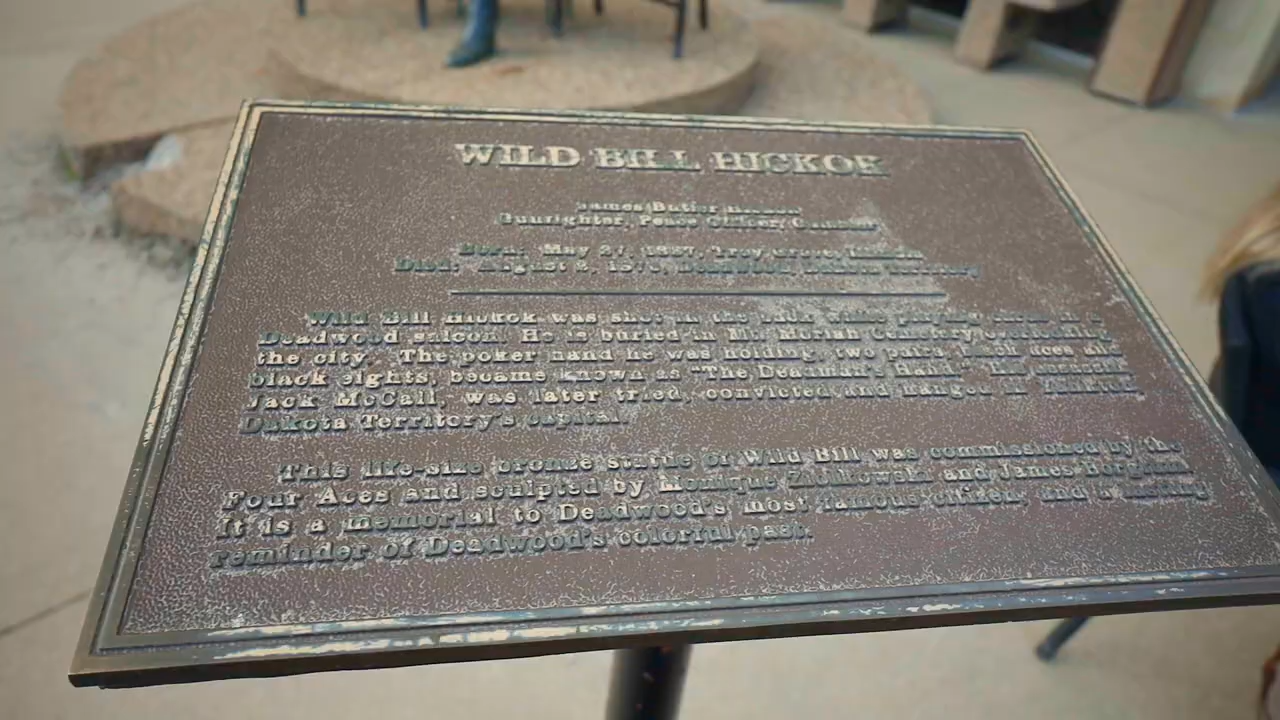 WILD BILL HICKOK
James Butler Hickok
Gunfighter, Peace Officer, Gambler
Born: May 27, 1837, Troy Grove, Illinois
Died: August 2, 1876, Deadwood, Dakota Territory
Wild Bill Hickok was shot in the back while playing cards in a
Deadwood saloon. He is buried in Mt. Moriah Cemetery overlooking
the city. The poker hand he was holding, two pairs, black aces and
black eights, became known as "The Deadman's Hand." His
Jack McCall, was later tried, convicted and hanged in Yankton,
Dakota Territory's capital.
This life-size bronze statue of Wild Bill was commissioned by the
Four Aces and sculpted by Monique Ziolkowski and James Borglum.
It is a memorial to Deadwood's most famous citizen, and a lasting
reminder of Deadwood's colorful past.